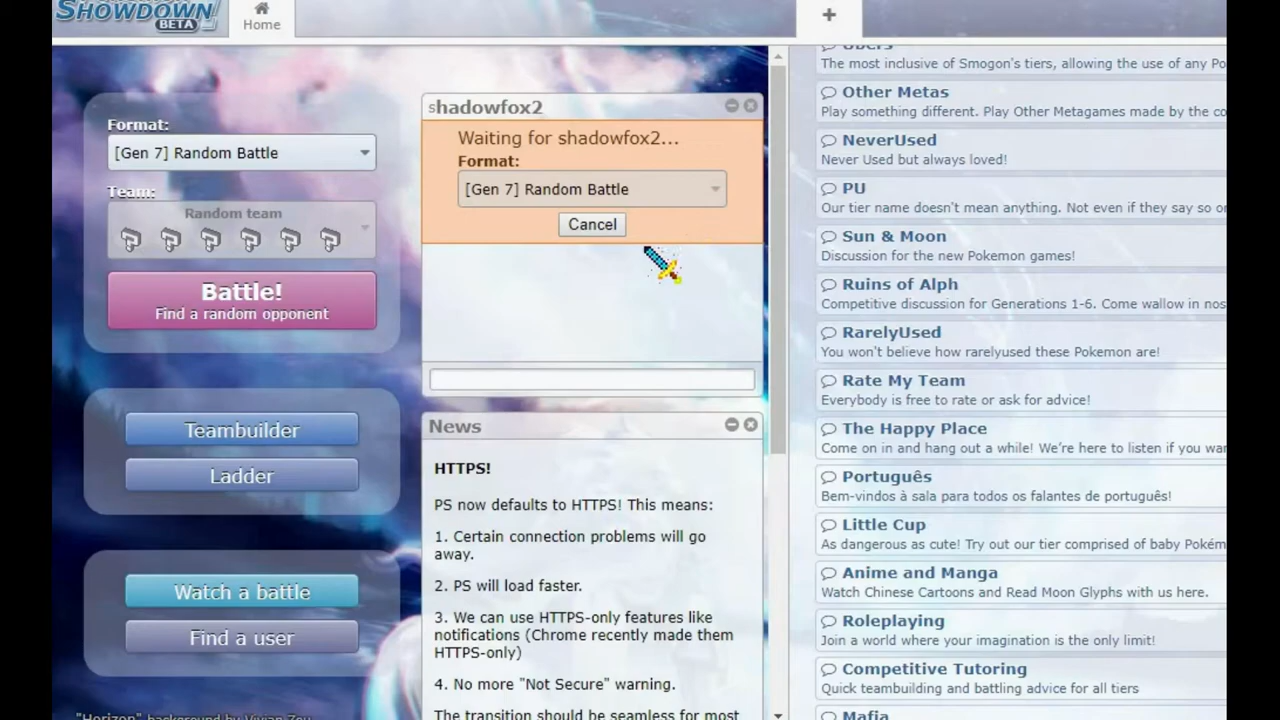 SHOWDOWN
BETA
Home
+
Format:
[Gen 7] Random Battle
Team:
Random team
Battle!
Find a random opponent
Teambuilder
Ladder
Watch a battle
Find a user
"Horizon" background by Vivian Zou
shadowfox2
Waiting for shadowfox2...
Format:
[Gen 7] Random Battle
Cancel
News
HTTPS!
PS now defaults to HTTPS! This means:
1. Certain connection problems will go
away.
2. PS will load faster.
3. We can use HTTPS-only features like
notifications (Chrome recently made them
HTTPS-only)
4. No more "Not Secure" warning.
The transition should be seamless for most
Ubers
The most inclusive of Smogon's tiers, allowing the use of any Po
Other Metas
Play something different. Play Other Metagames made by the co
NeverUsed
Never Used but always loved!
PU
Our tier name doesn't mean anything. Not even if they say so or
Sun & Moon
Discussion for the new Pokemon games!
Ruins of Alph
Competitive discussion for Generations 1-6. Come wallow in nos
RarelyUsed
You won't believe how rarelyused these Pokemon are!
Rate My Team
Everybody is free to rate or ask for advice!
The Happy Place
Come on in and hang out a while! We're here to listen if you wa
Português
Bem-vindos à sala para todos os falantes de português!
Little Cup
As dangerous as cute! Try out our tier comprised of baby Pokém
Anime and Manga
Watch Chinese Cartoons and Read Moon Glyphs with us here.
Roleplaying
Join a world where your imagination is the only limit!
Competitive Tutoring
Quick teambuilding and battling advice for all tiers
Mafia